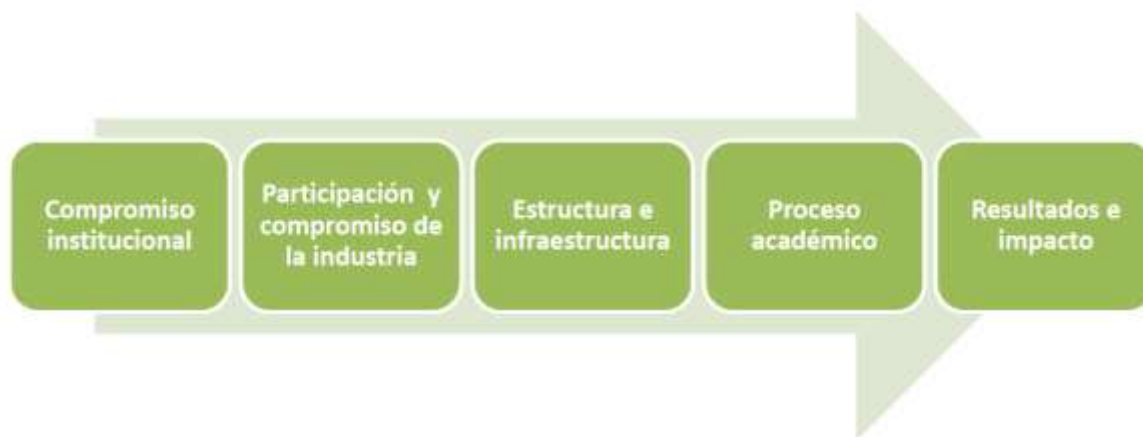 Compromiso
institucional
Participación y
compromiso de
la industria
Estructura e
infraestructura
Proceso
académico
Resultados e
impacto